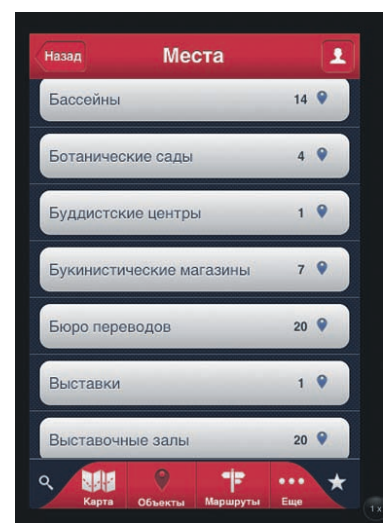 Назад Места
Бассейны 14
Ботанические сады 4
Буддистские центры 1
Букинистические магазины 7
Бюро переводов 20
Выставки 1
Выставочные залы 20
Карта Объекты Маршруты Еще
1x